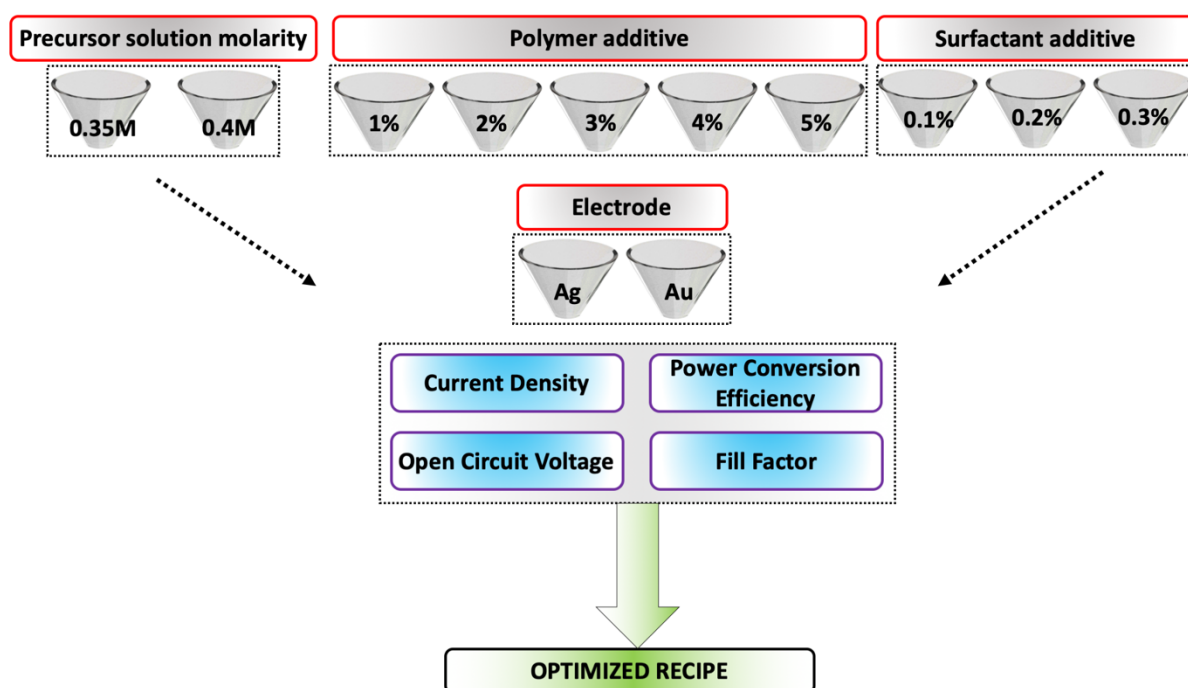 Precursor solution molarity
Polymer additive
Surfactant additive
0.35M
0.4M
1%
2%
3%
4%
5%
0.1%
0.2%
0.3%
Electrode
Ag
Au
Current Density
Power Conversion
Efficiency
Open Circuit Voltage
Fill Factor
OPTIMIZED RECIPE